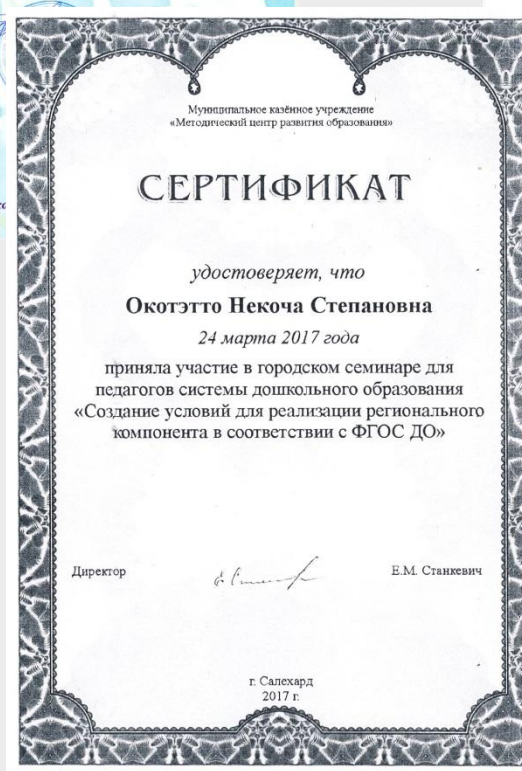 Муниципальное казённое учреждение
«Методический центр развития образования»
СЕРТИФИКАТ
удостоверяет, что
Окотэтто Некоча Степановна
24 марта 2017 года
приняла участие в городском семинаре для
педагогов системы дошкольного образования
«Создание условий для реализации регионального
компонента в соответствии с ФГОС ДО»
Директор
Е.М. Станкевич
г. Салехард
2017 г.